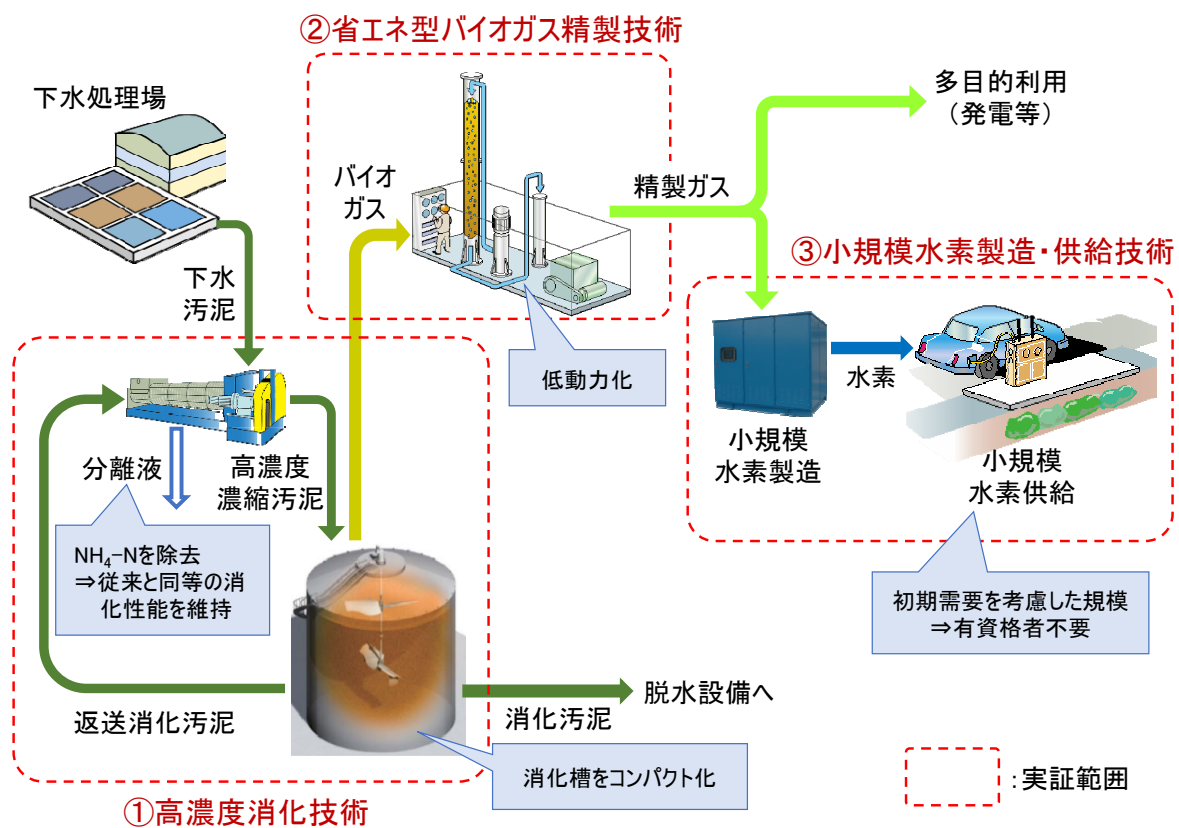 ②省エネ型バイオガス精製技術
下水処理場
多目的利用
(発電等)
バイオ
ガス
精製ガス
③小規模水素製造・供給技術
下水
汚泥
低動力化
水素
小規模
水素製造
小規模
水素供給
分離液
高濃度
濃縮汚泥
NH₄-Nを除去
⇒従来と同等の消
化性能を維持
初期需要を考慮した規模
⇒有資格者不要
返送消化汚泥
消化汚泥
脱水設備へ
消化槽をコンパクト化
①高濃度消化技術
:実証範囲